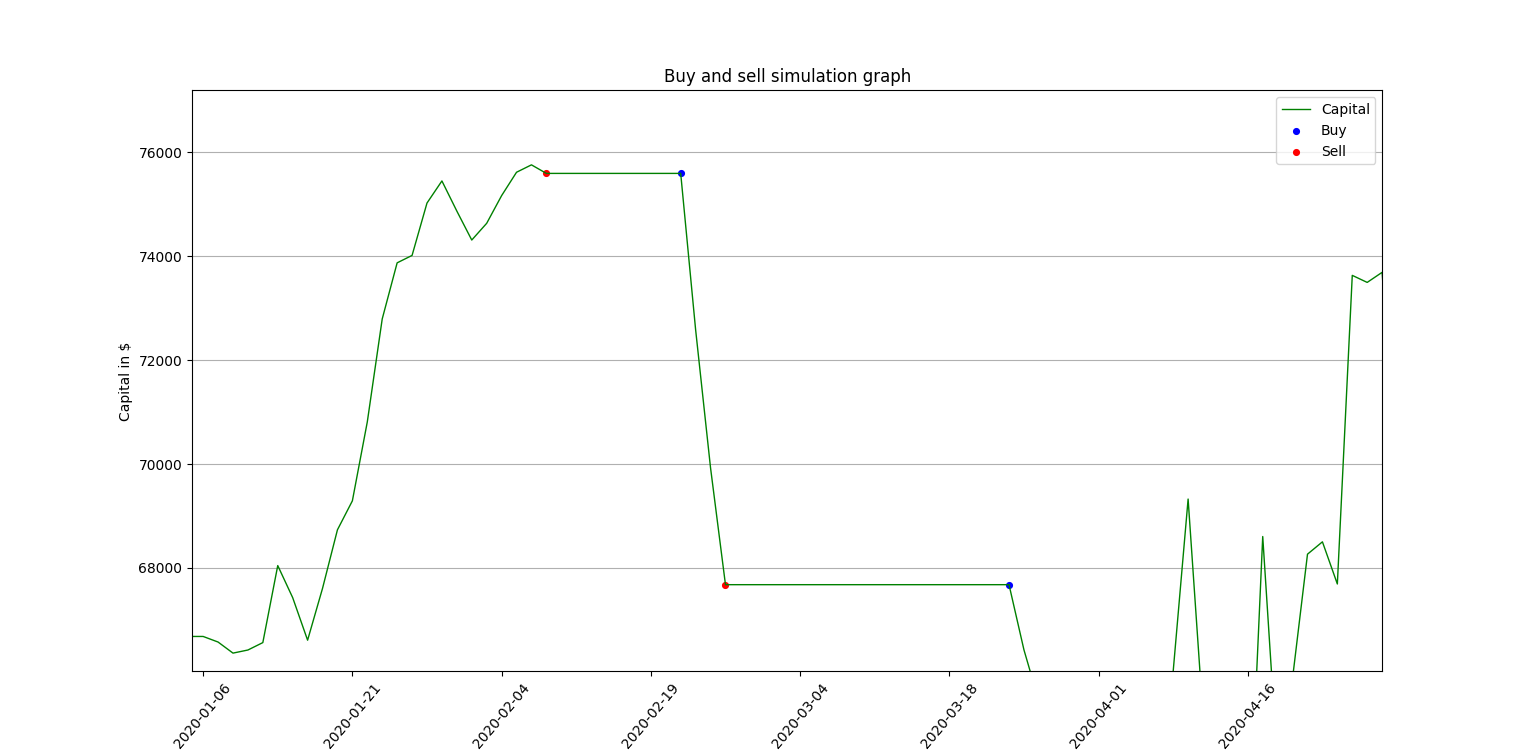 Buy and sell simulation graph
Capital
Buy
Sell
76000
74000
72000
70000
68000
Capital in $
2020-01-06
2020-01-21
2020-02-04
2020-02-19
2020-03-04
2020-03-18
2020-04-01
2020-04-16